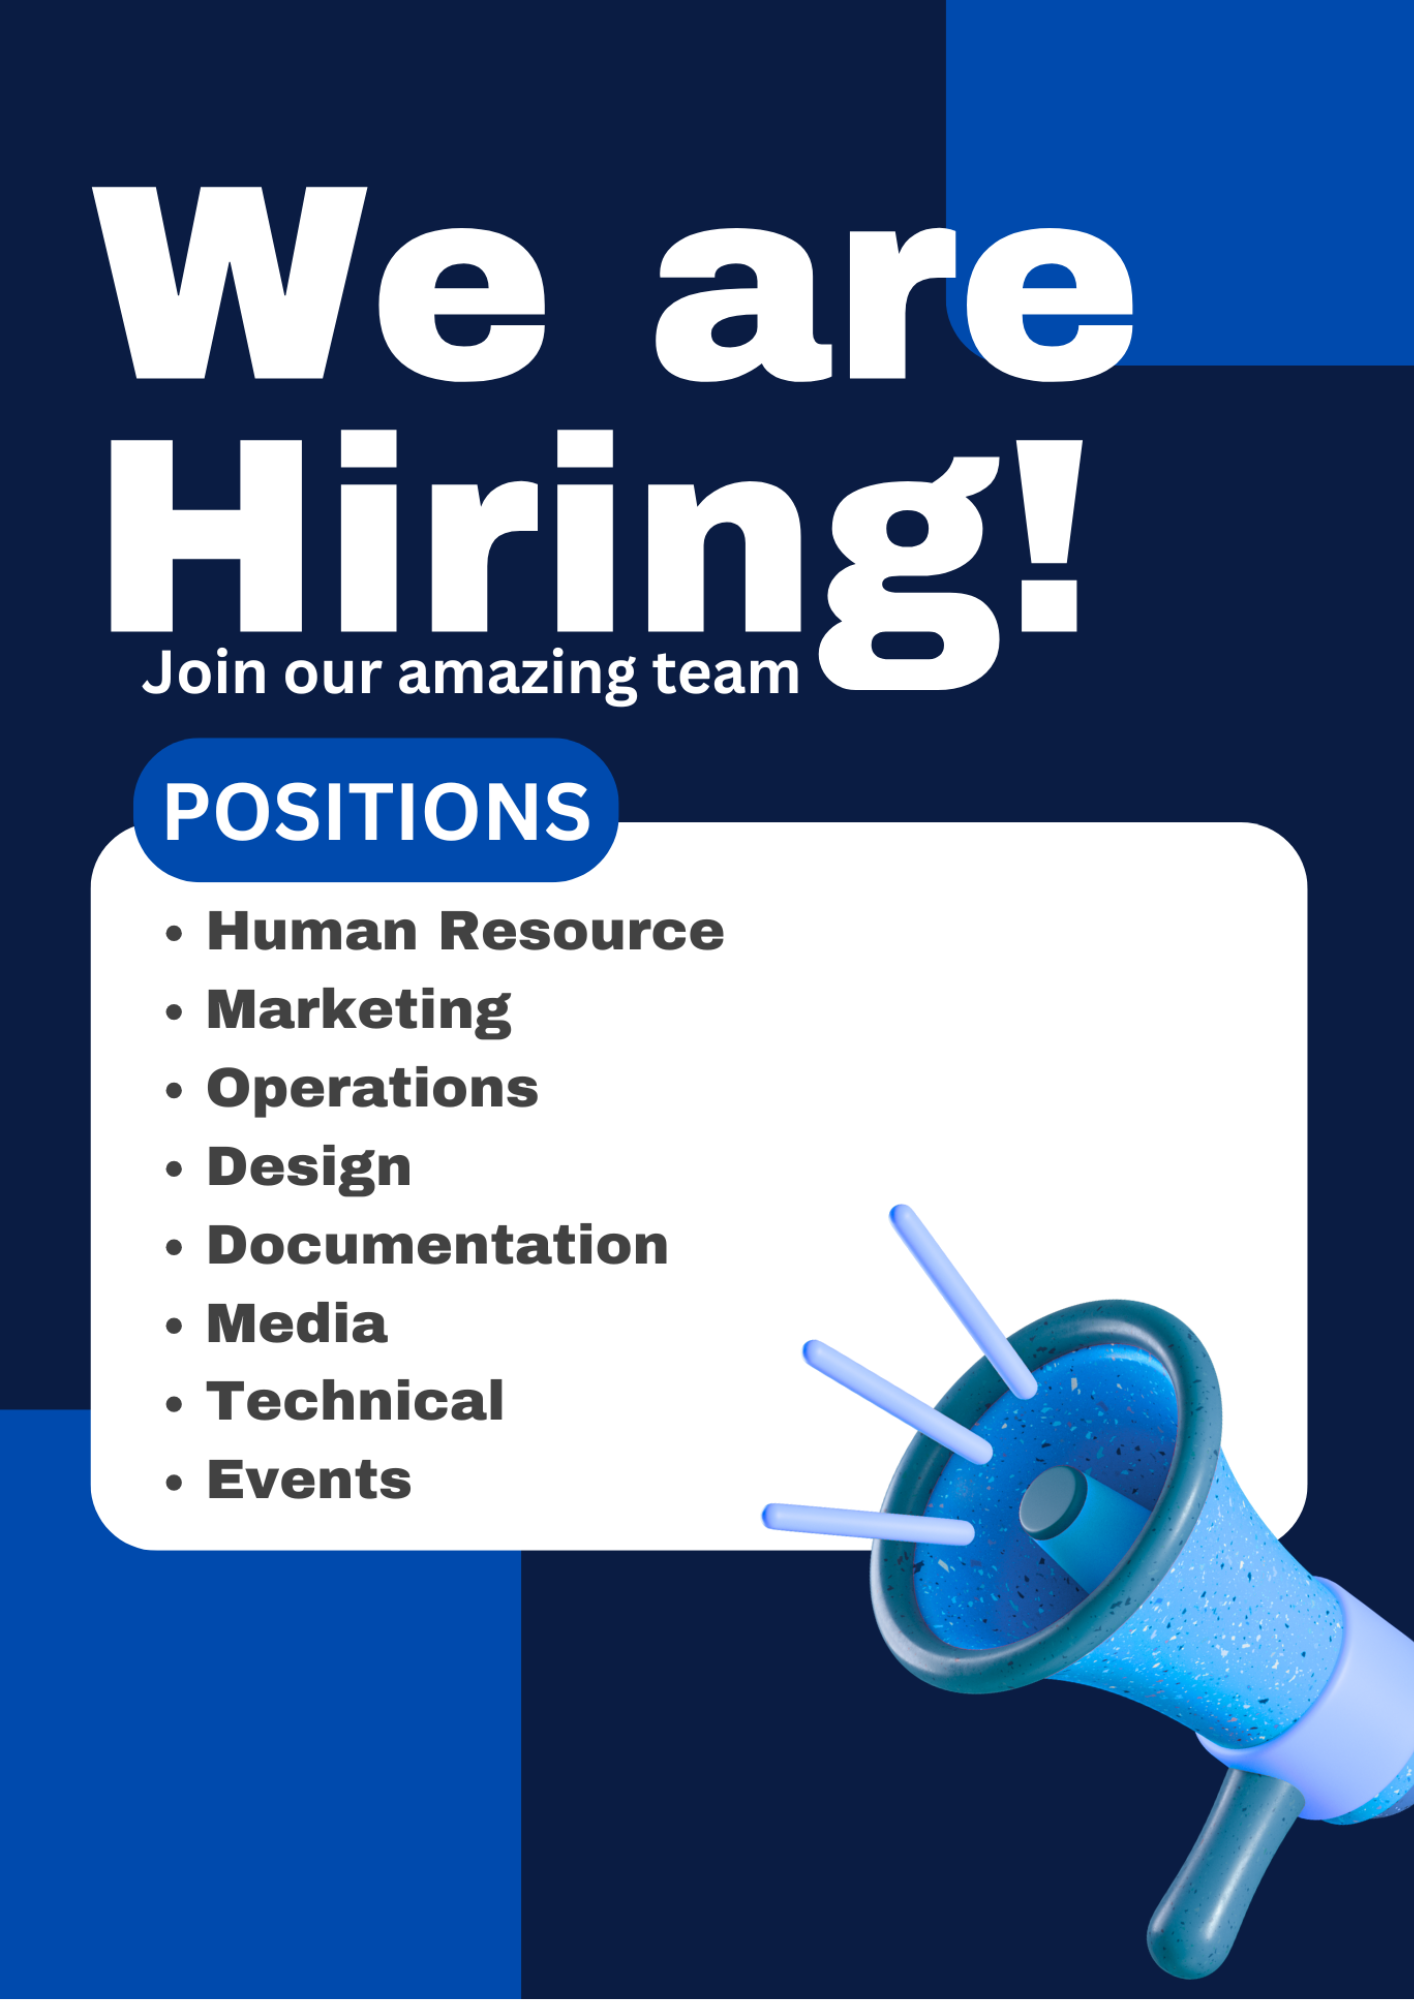 We are
Hiring!
Join our amazing team
POSITIONS
• Human Resource
• Marketing
• Operations
• Design
• Documentation
• Media
• Technical
• Events